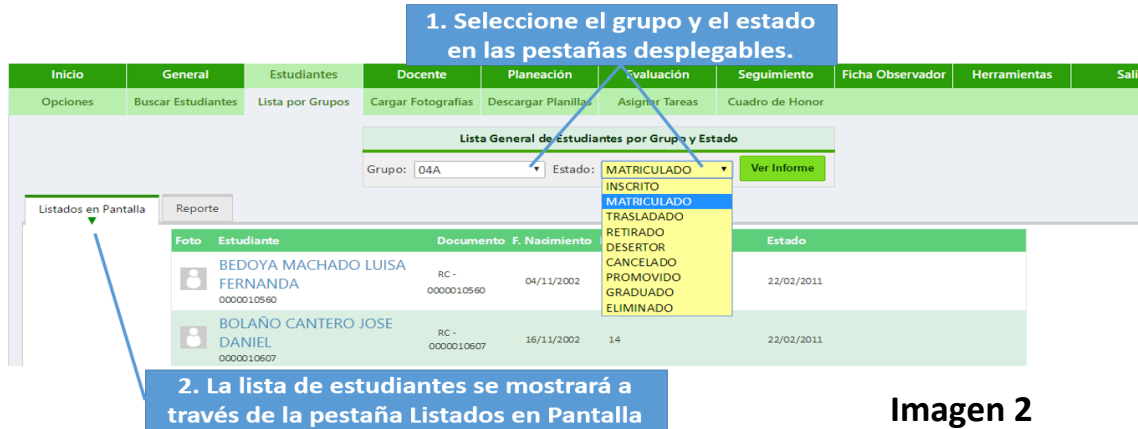 1. Seleccione el grupo y el estado
en las pestañas desplegables.
Inicio General Estudiantes Docente Planeación Evaluación Seguimiento Ficha Observador Herramientas Sali
Opciones Buscar Estudiantes Lista por Grupos Cargar Fotografias Descargar Planillas Asignar Tareas Cuadro de Honor
Lista General de Estudiantes por Grupo y Estado
Grupo: 04A Estado: MATRICULADO Ver Informe
INSCRITO
MATRICULADO
TRASLADADO
RETIRADO
DESERTOR
CANCELADO
PROMOVIDO
GRADUADO
ELIMINADO
Listados en Pantalla Reporte
Foto Estudiante Documento F. Nacimiento Estado
BEDOYA MACHADO LUISA
FERNANDA
0000010560
RC -
0000010560
04/11/2002
22/02/2011
BOLAÑO CANTERO JOSE
DANIEL
0000010607
RC -
0000010607
16/11/2002
14
22/02/2011
2. La lista de estudiantes se mostrará a
través de la pestaña Listados en Pantalla
Imagen 2